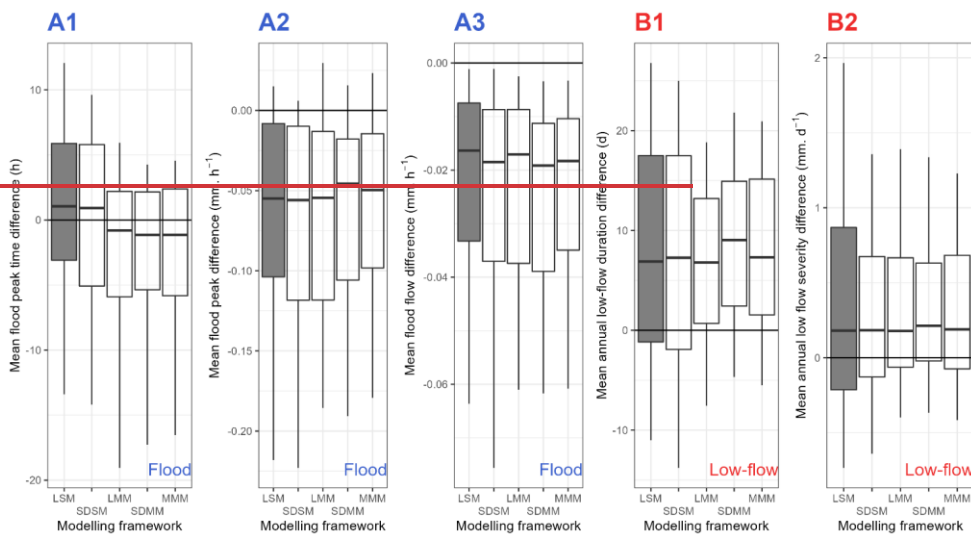 A1
A2
A3
B1
B2
Mean flood peak time difference (h)
10
0
-10
-20
Flood
LSM
LMM
MMM
SDSM
SDMM
Modelling framework
Mean flood peak difference (mm. h⁻¹)
0.00
-0.05
-0.10
-0.15
-0.20
Flood
LSM
LMM
MMM
SDSM
SDMM
Modelling framework
Mean flood flow difference (mm. h⁻¹)
0.00
-0.02
-0.04
-0.06
Flood
LSM
LMM
MMM
SDSM
SDMM
Modelling framework
Mean annual low-flow duration difference (d)
20
10
0
-10
Low-flow
LSM
LMM
MMM
SDSM
SDMM
Modelling framework
Mean annual low flow severity difference (mm. d⁻¹)
2
1
0
Low-flow
LSM
LMM
MMM
SDSM
SDMM
Modelling framework